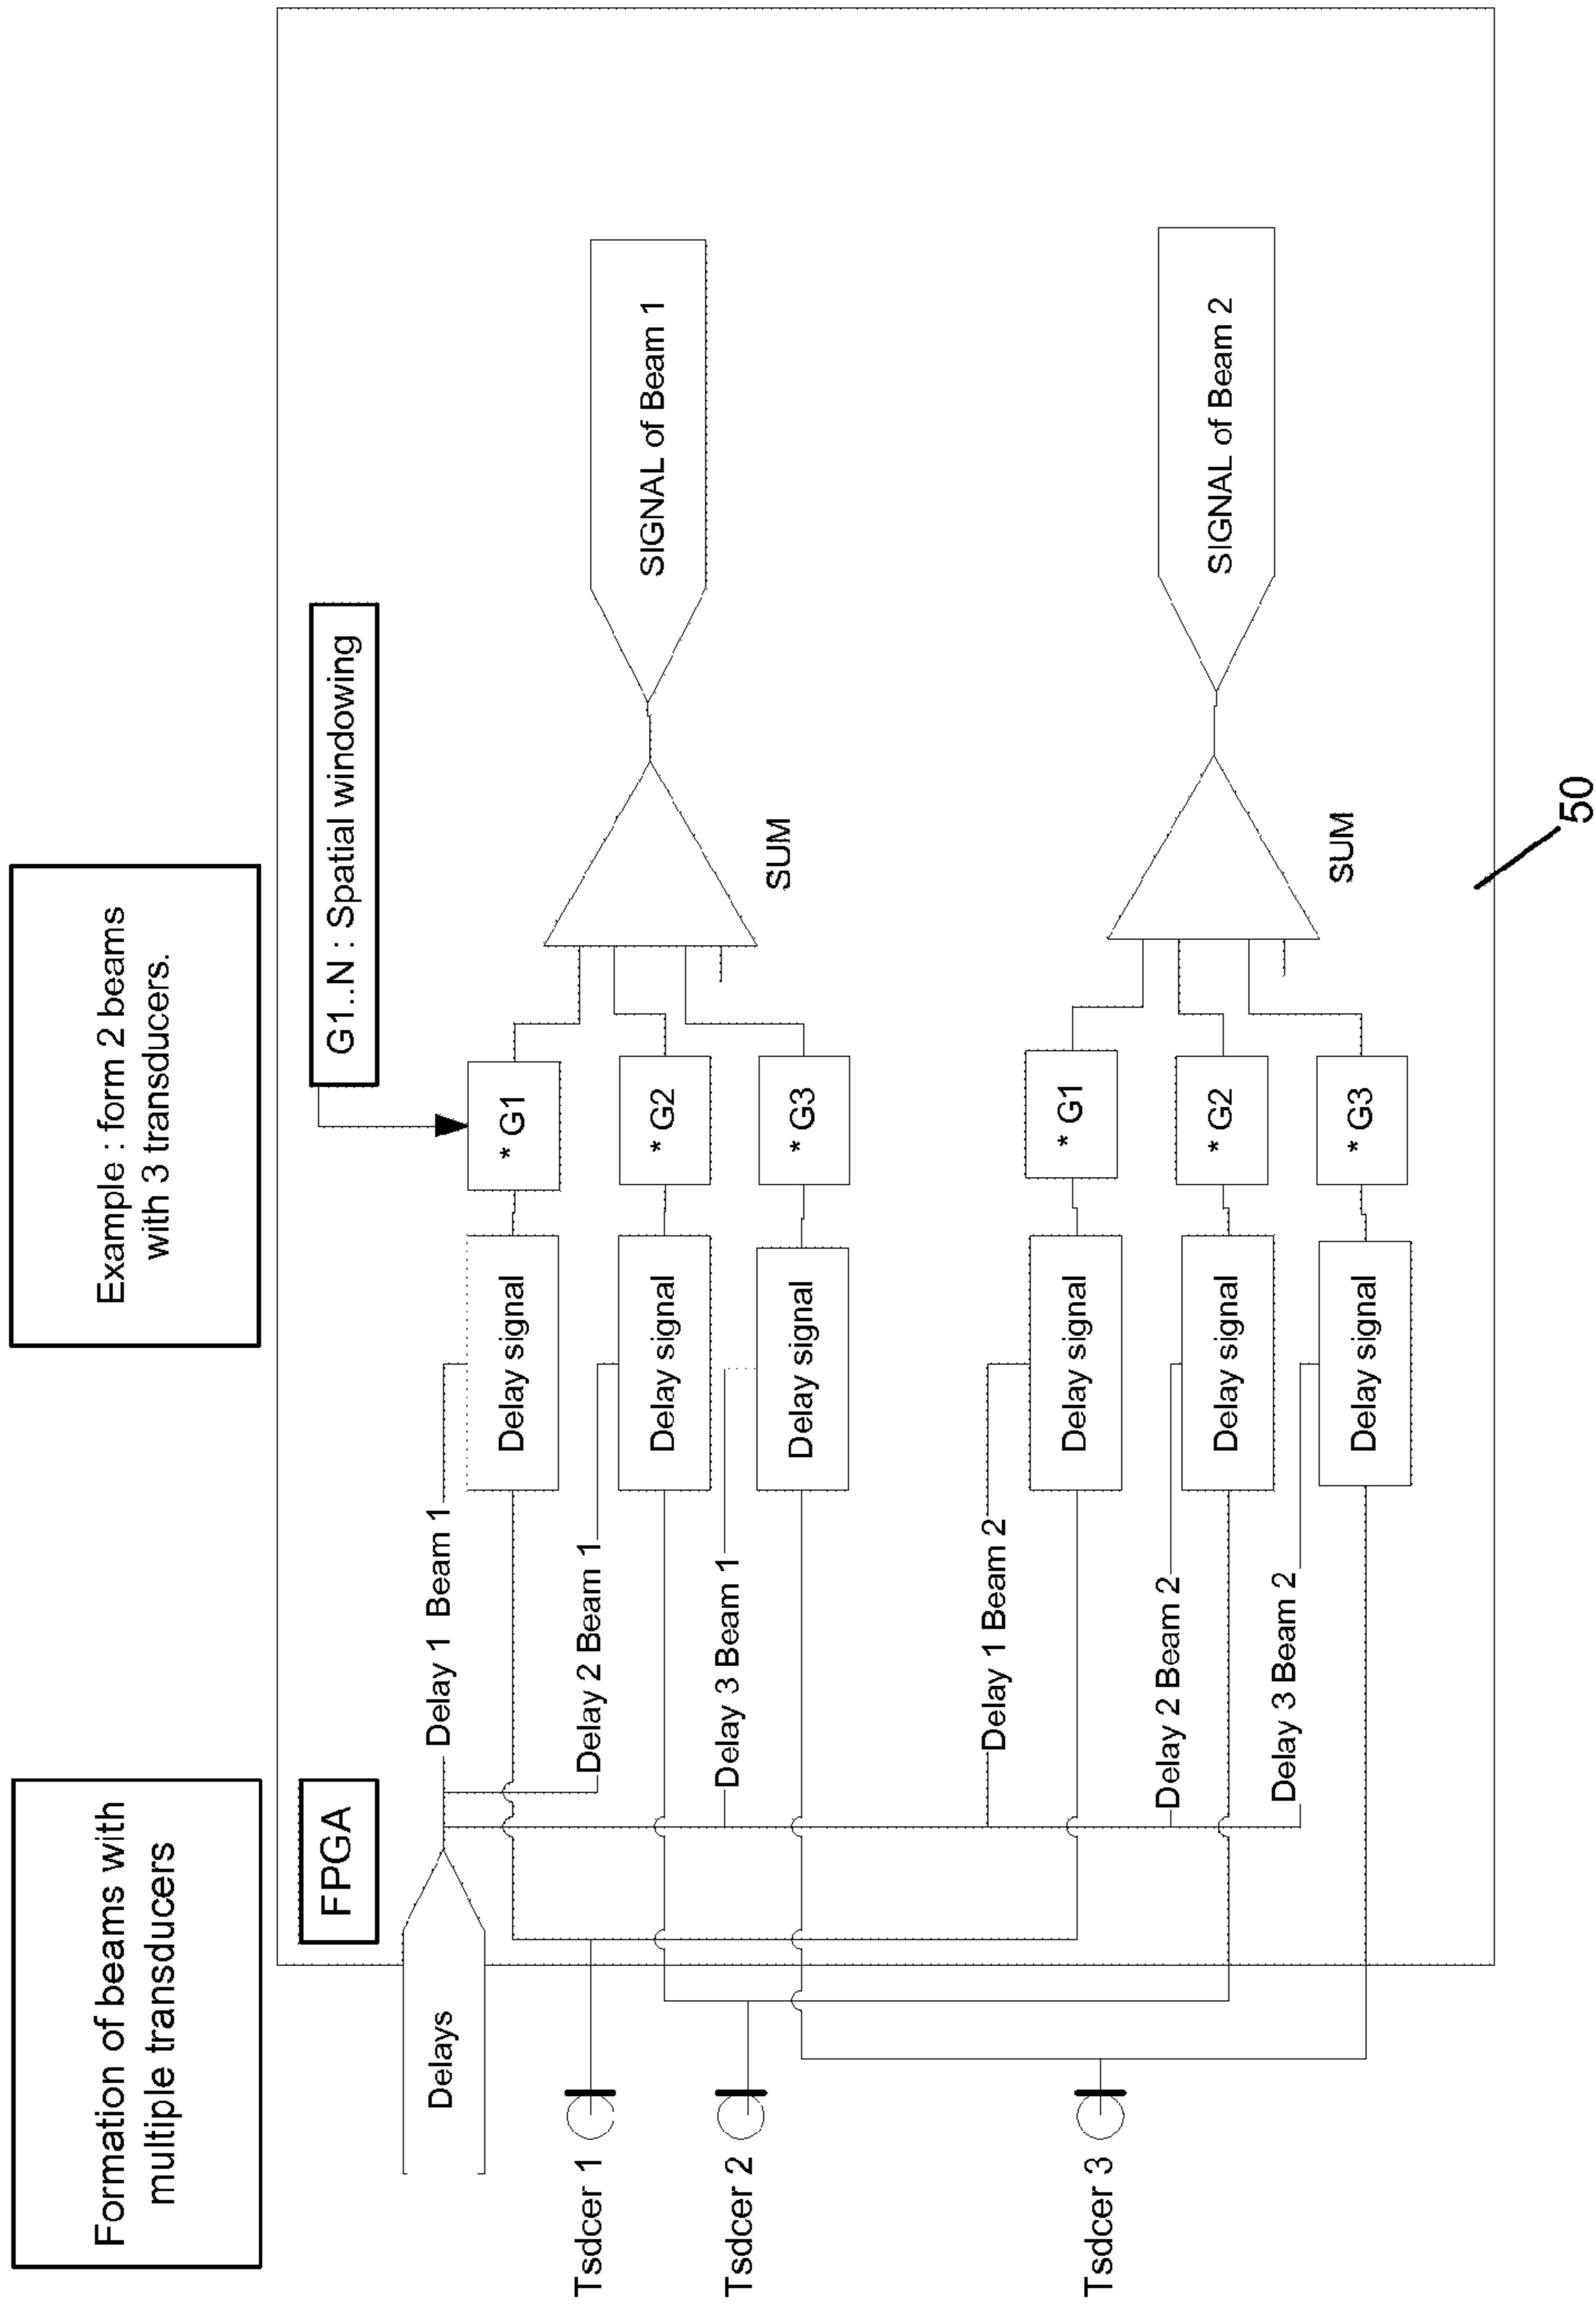 Formation of beams with
multiple transducers
Example : form 2 beams
with 3 transducers.
FPGA
G1..N : Spatial windowing
Delays
Delay 1 Beam 1
Delay signal
* G1
Tsdcer 1
Delay 2 Beam 1
Delay signal
* G2
SIGNAL of Beam 1
Tsdcer 2
Delay 3 Beam 1
Delay signal
* G3
SUM
Delay 1 Beam 2
Delay signal
* G1
Tsdcer 3
Delay 2 Beam 2
Delay signal
* G2
SIGNAL of Beam 2
Delay 3 Beam 2
Delay signal
* G3
SUM
50